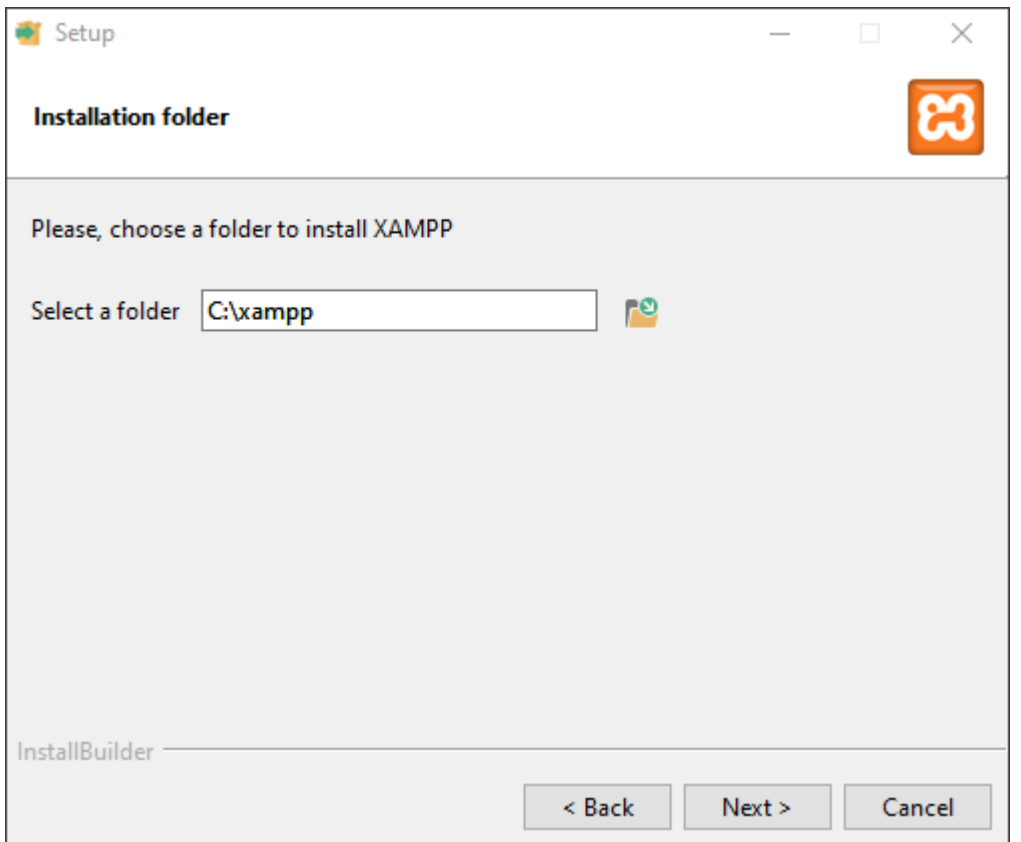 Setup
Installation folder
Please, choose a folder to install XAMPP
Select a folder C:\xampp
InstallBuilder
< Back Next > Cancel